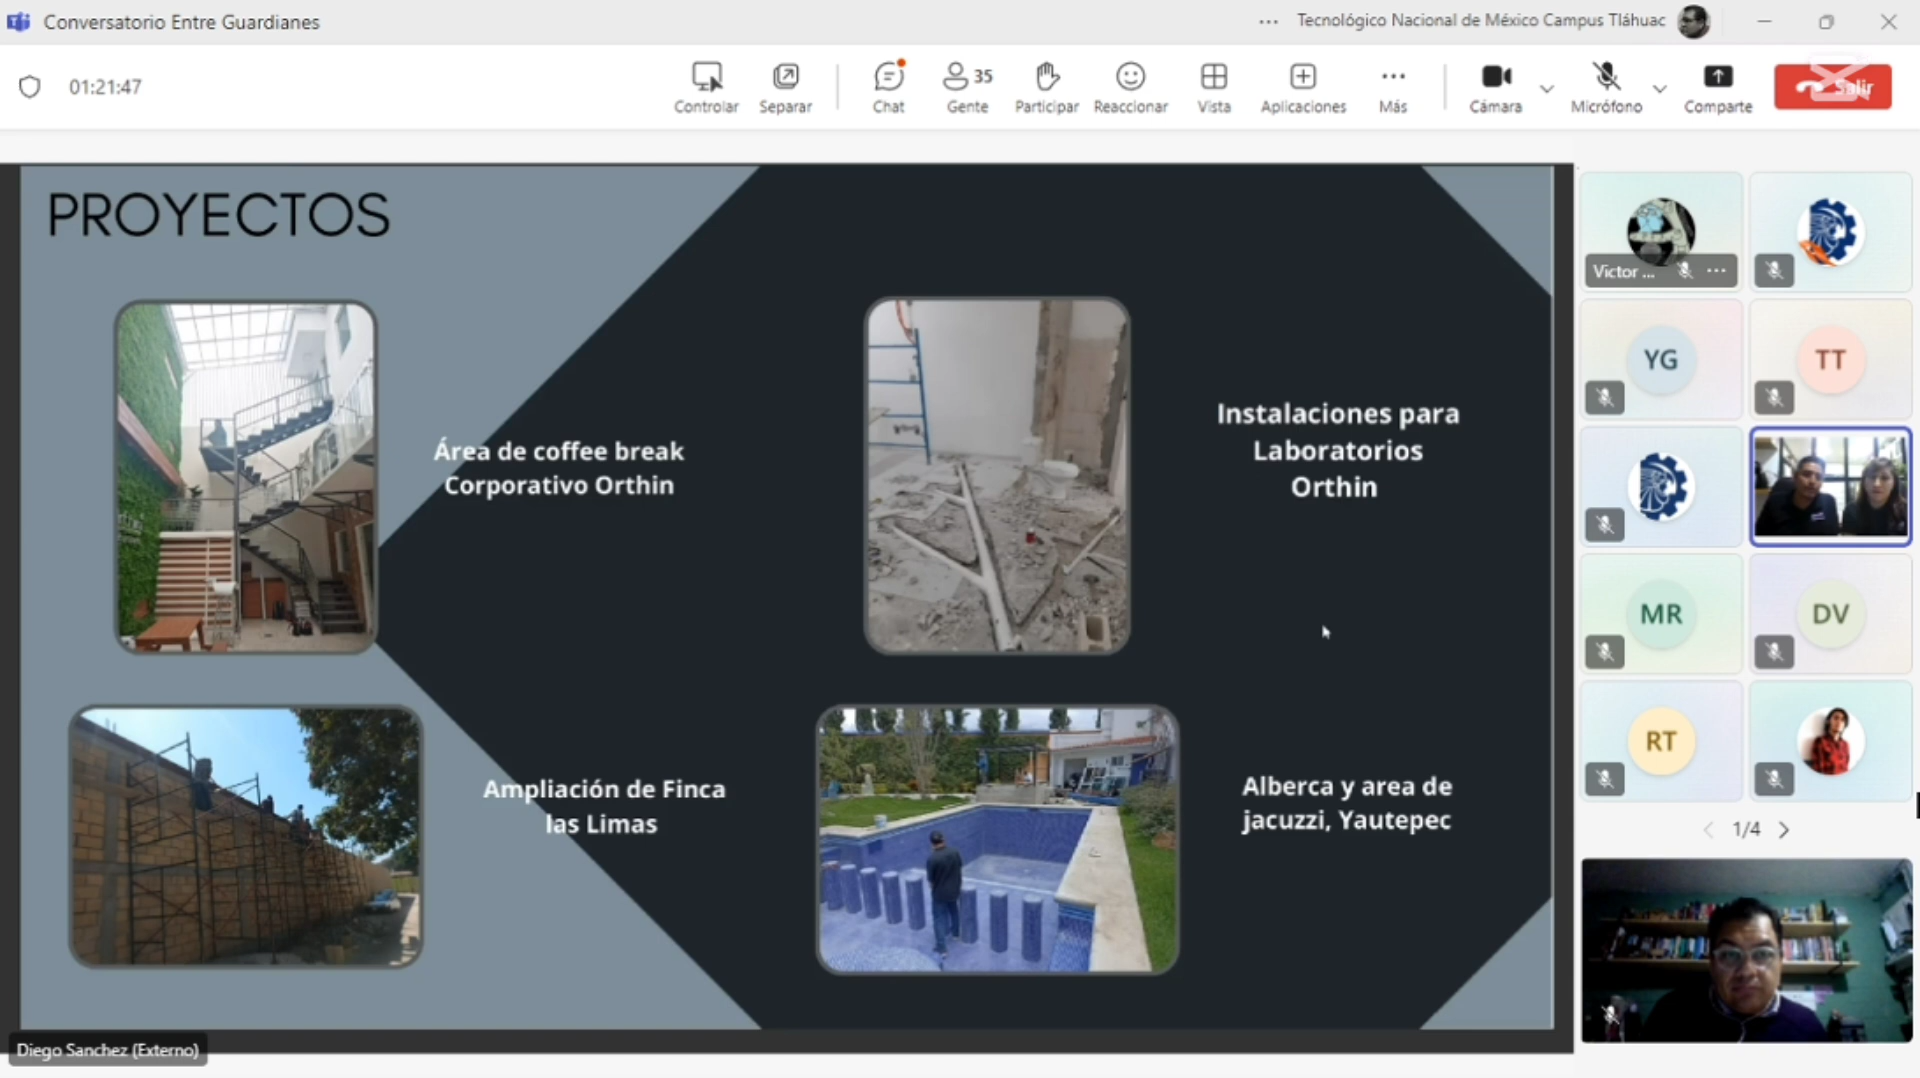 Conversatorio Entre Guardianes
Tecnológico Nacional de México Campus Tláhuac
01:21:47
Controlar
Separar
Chat
35
Gente
Participar
Reaccionar
Vista
Aplicaciones
Más
Cámara
Micrófono
Comparte
Salir
PROYECTOS
Área de coffee break
Corporativo Orthin
Instalaciones para
Laboratorios
Orthin
Ampliación de Finca
las Limas
Alberca y area de
jacuzzi, Yautepec
Victor ...
YG
TT
MR
DV
RT
1/4
Diego Sanchez (Externo)